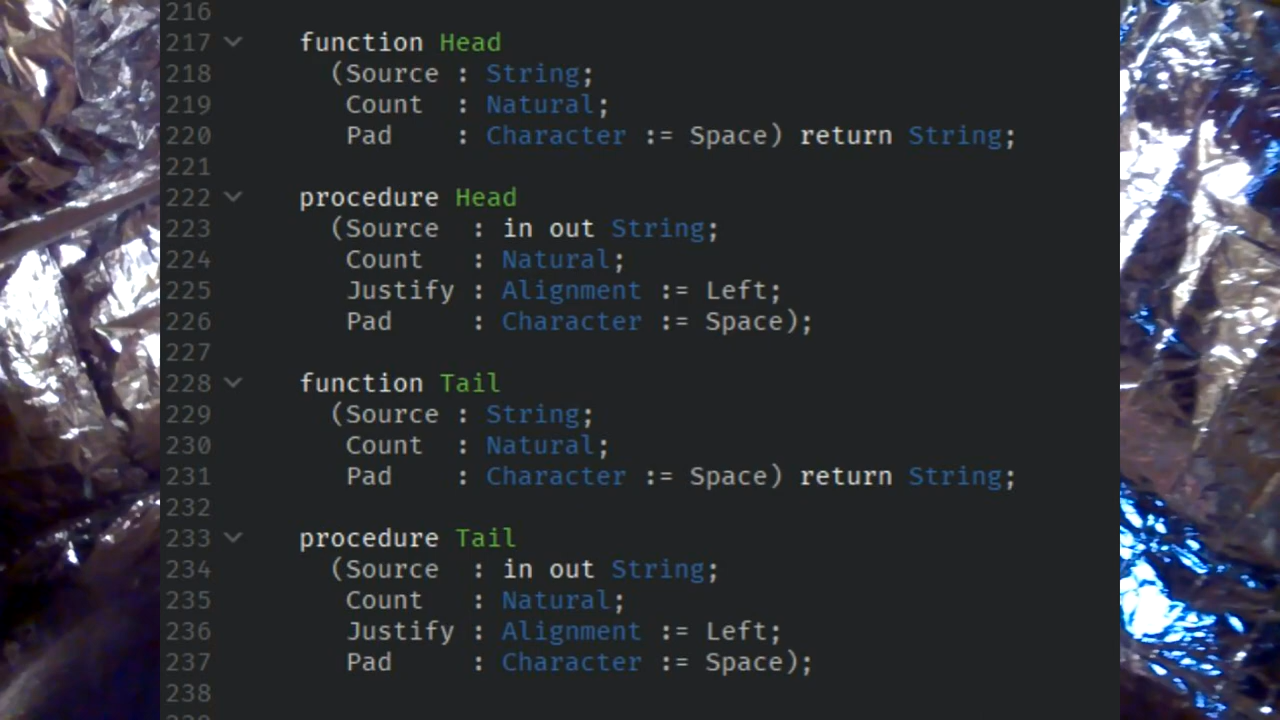 216
217 function Head
218 (Source : String;
219 Count : Natural;
220 Pad : Character := Space) return String;
221
222 procedure Head
223 (Source : in out String;
224 Count : Natural;
225 Justify : Alignment := Left;
226 Pad : Character := Space);
227
228 function Tail
229 (Source : String;
230 Count : Natural;
231 Pad : Character := Space) return String;
232
233 procedure Tail
234 (Source : in out String;
235 Count : Natural;
236 Justify : Alignment := Left;
237 Pad : Character := Space);
238